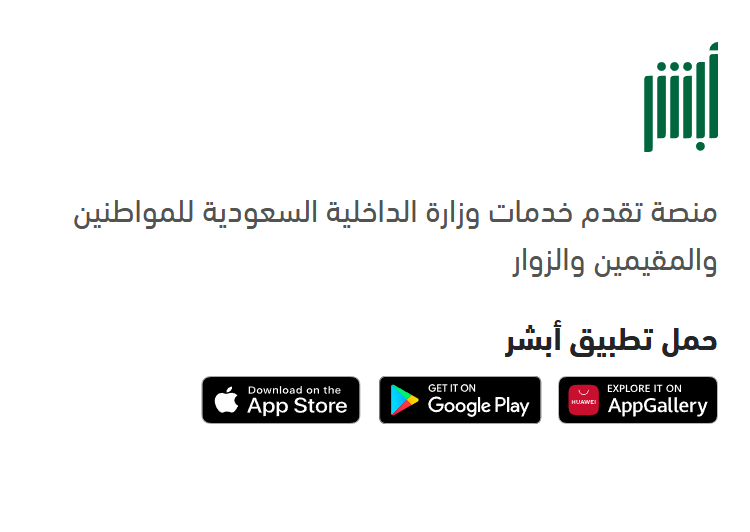 أبشر
منصة تقدم خدمات وزارة الداخلية السعودية للمواطنين
والمقيمين والزوار
حمل تطبيق أبشر
EXPLORE IT ON
HUAWEI AppGallery
GET IT ON
Google Play
Download on the
App Store